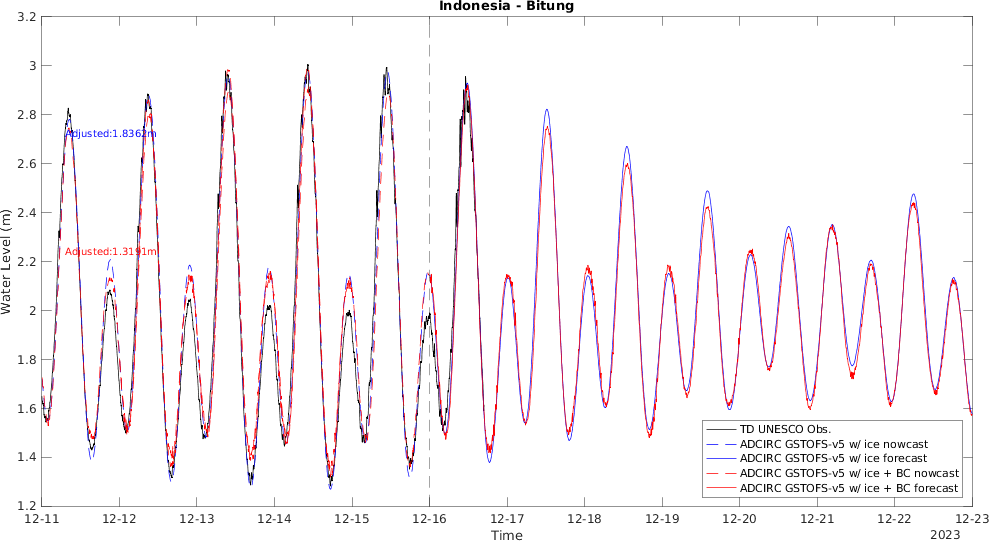 Indonesia - Bitung
3.2
3
2.8
2.6
2.4
2.2
2
1.8
1.6
1.4
1.2
Water Level (m)
Adjusted:1.8362m
Adjusted:1.3191m
TD UNESCO Obs.
ADCIRC GSTOFS-v5 w/ ice nowcast
ADCIRC GSTOFS-v5 w/ ice forecast
ADCIRC GSTOFS-v5 w/ ice + BC nowcast
ADCIRC GSTOFS-v5 w/ ice + BC forecast
12-11 12-12 12-13 12-14 12-15 12-16 12-17 12-18 12-19 12-20 12-21 12-22 12-23
Time
2023